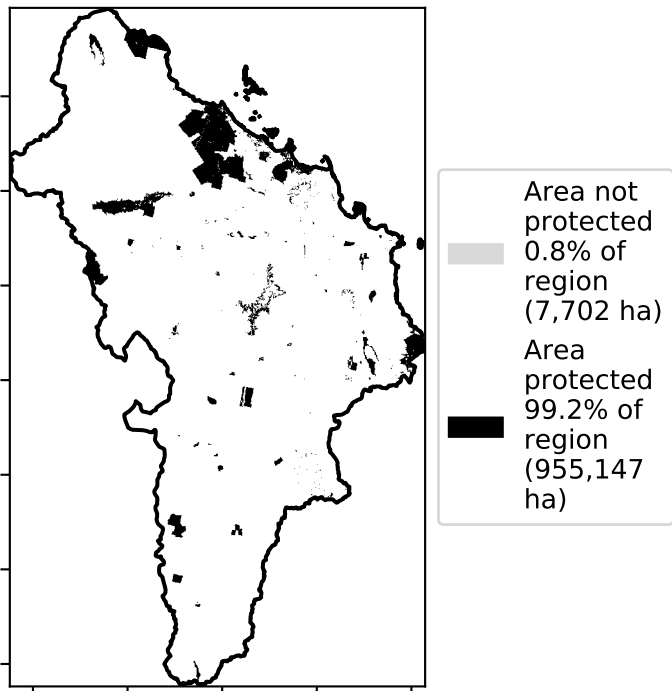 Area not
protected
0.8% of
region
(7,702 ha)
Area
protected
99.2% of
region
(955,147
ha)